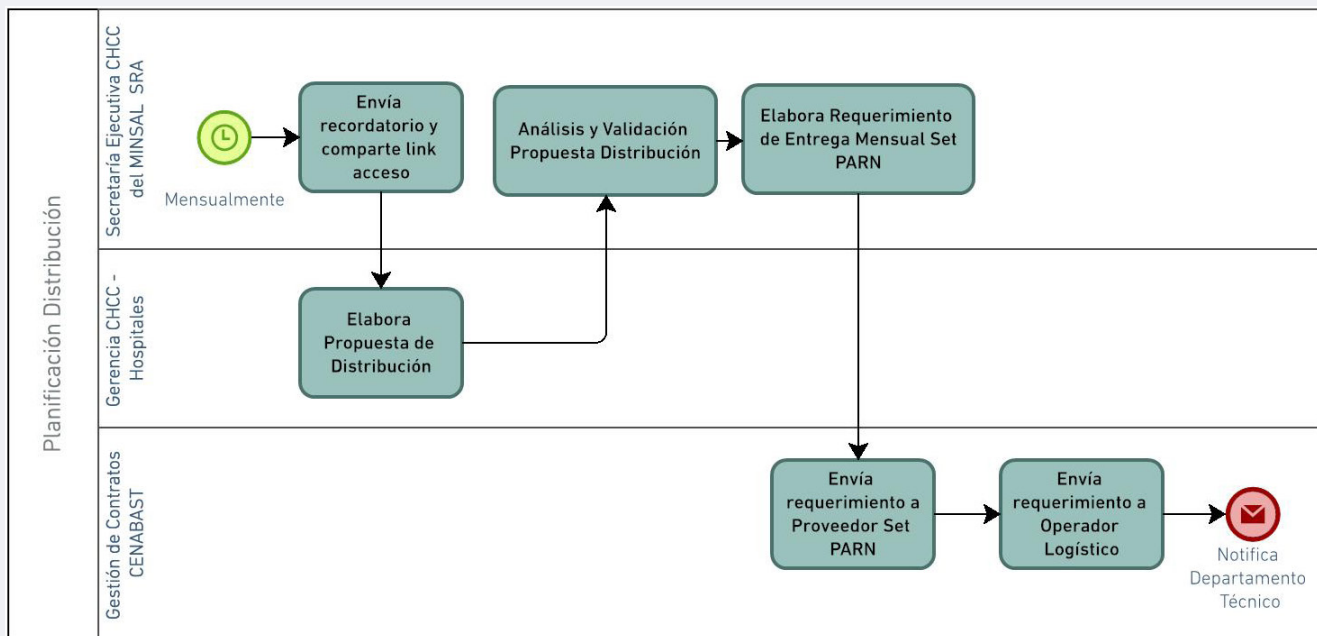 Planificación Distribución
Secretaría Ejecutiva CHCC
del MINSAL SRA
Mensualmente
Envía
recordatorio y
comparte link
acceso
Análisis y Validación
Propuesta Distribución
Elabora Requerimiento
de Entrega Mensual Set
PARN
Gerencia CHCC -
Hospitales
Elabora
Propuesta de
Distribución
Gestión de Contratos
CENABAST
Envía
requerimiento a
Proveedor Set
PARN
Envía
requerimiento a
Operador
Logístico
Notifica
Departamento
Técnico